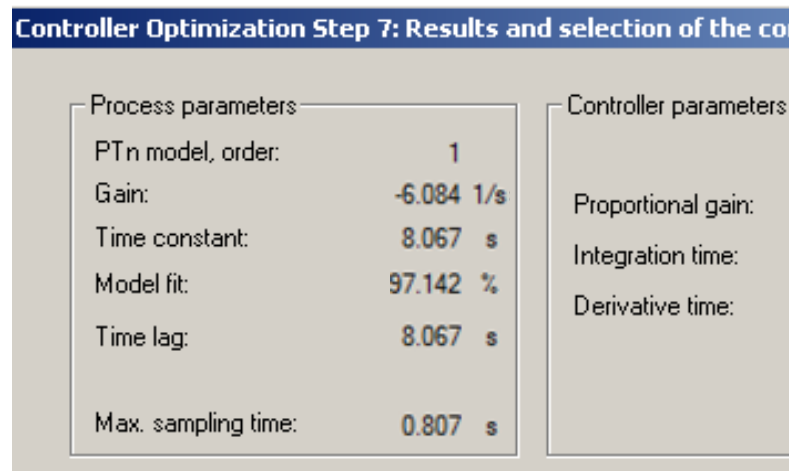 Controller Optimization Step 7: Results and selection of the
Process parameters
PTn model, order: 1
Gain: -6.084 1/s
Time constant: 8.067 s
Model fit: 97.142 %
Time lag: 8.067 s
Max. sampling time: 0.807 s
Controller parameters
Proportional gain:
Integration time:
Derivative time: